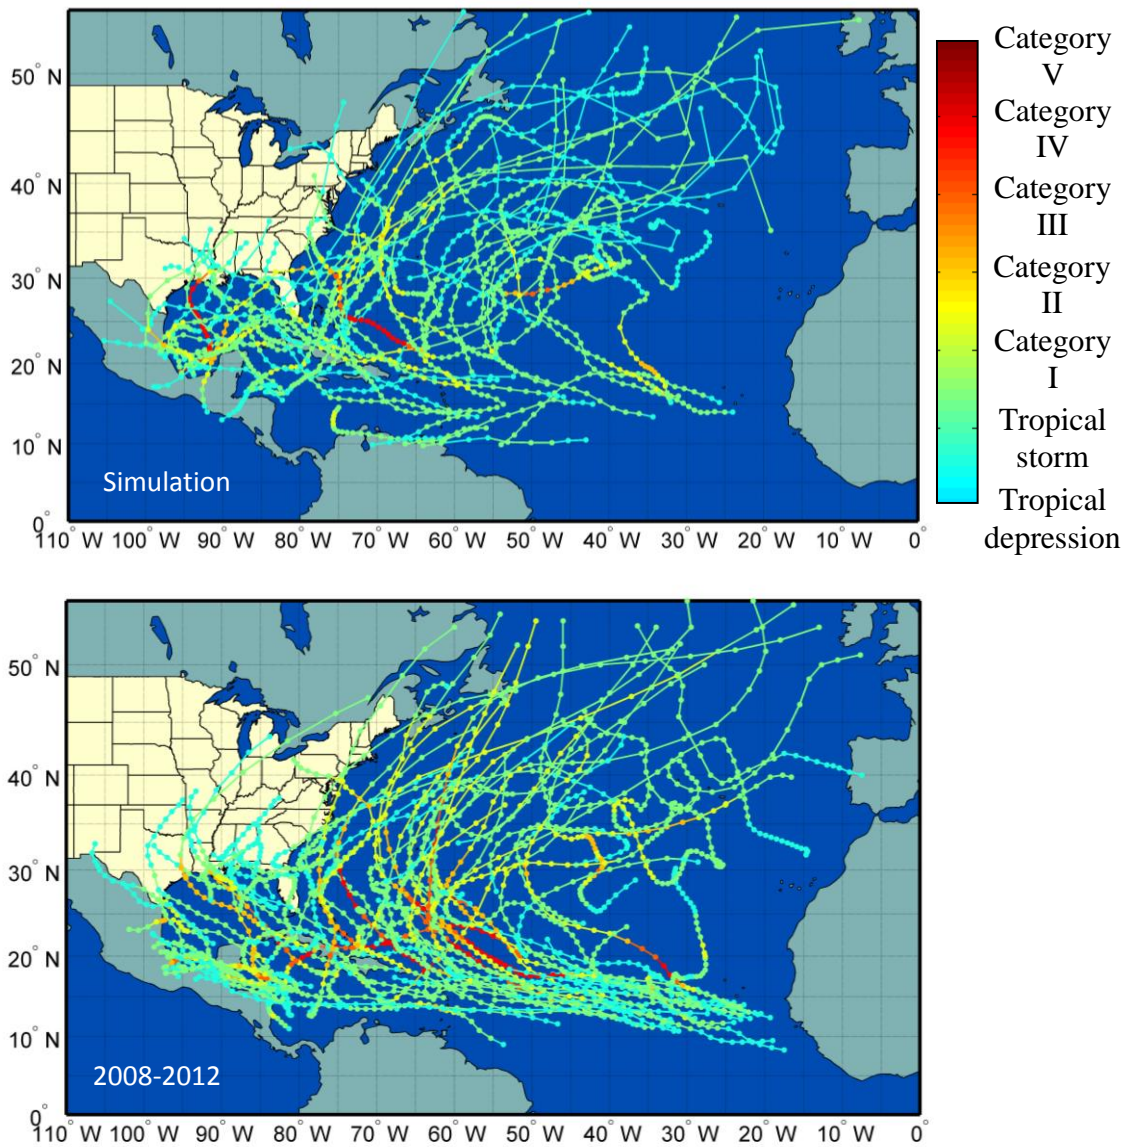 50° N
40° N
30° N
20° N
10° N
0°
110° W 100° W 90° W 80° W 70° W 60° W 50° W 40° W 30° W 20° W 10° W 0°
Simulation
Category
V
Category
IV
Category
III
Category
II
Category
I
Tropical
storm
Tropical
depression
50° N
40° N
30° N
20° N
10° N
0°
110° W 100° W 90° W 80° W 70° W 60° W 50° W 40° W 30° W 20° W 10° W 0°
2008-2012